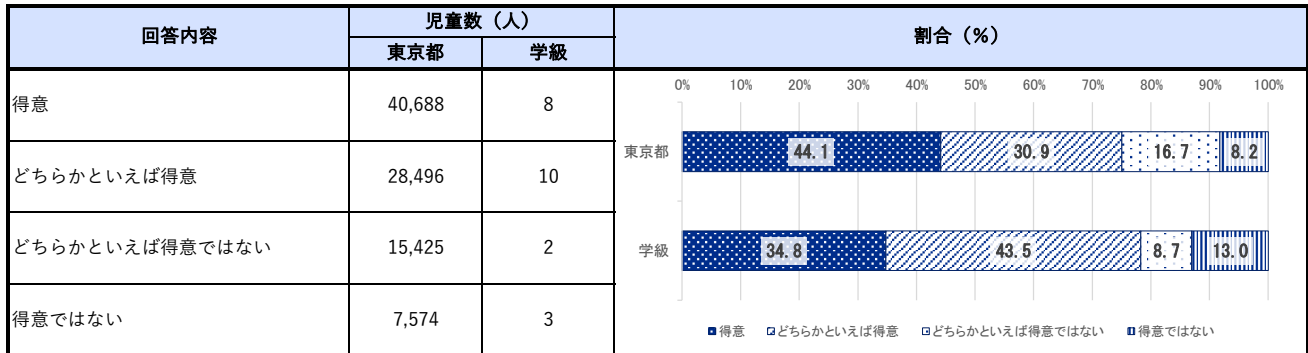 回答内容 児童数（人） 割合（%）
東京都 学級
得意 40,688 8
どちらかといえば得意 28,496 10
どちらかといえば得意ではない 15,425 2
得意ではない 7,574 3
0% 10% 20% 30% 40% 50% 60% 70% 80% 90% 100%
東京都 44.1 30.9 16.7 8.2
学級 34.8 43.5 8.7 13.0
得意 どちらかといえば得意 どちらかといえば得意ではない 得意ではない